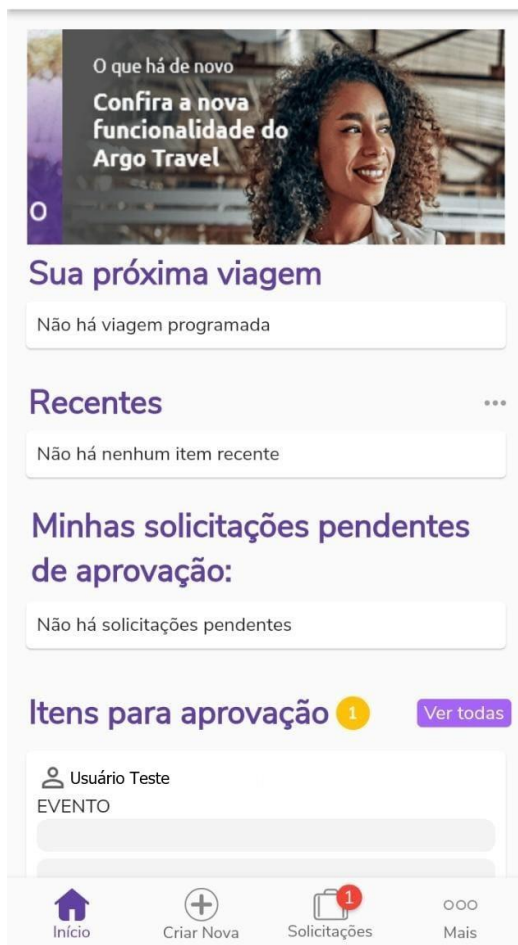 O que há de novo
Confira a nova
funcionalidade do
Argo Travel
O
Sua próxima viagem
Não há viagem programada
Recentes
Não há nenhum item recente
Minhas solicitações pendentes
de aprovação:
Não há solicitações pendentes
Itens para aprovação 1 Ver todas
Usuário Teste
EVENTO
1
Início Criar Nova Solicitações Mais